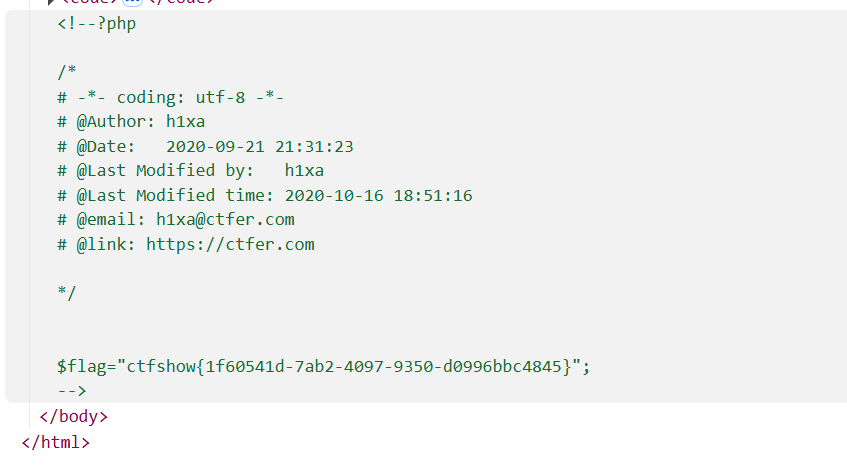 <code> ... </code>
<!--?php
/*
# -*- coding: utf-8 -*-
# @Author: h1xa
# @Date:   2020-09-21 21:31:23
# @Last Modified by:   h1xa
# @Last Modified time: 2020-10-16 18:51:16
# @email: h1xa@ctfer.com
# @link: https://ctfer.com
*/
$flag="ctfshow{1f60541d-7ab2-4097-9350-d0996bbc4845}";
-->
</body>
</html>